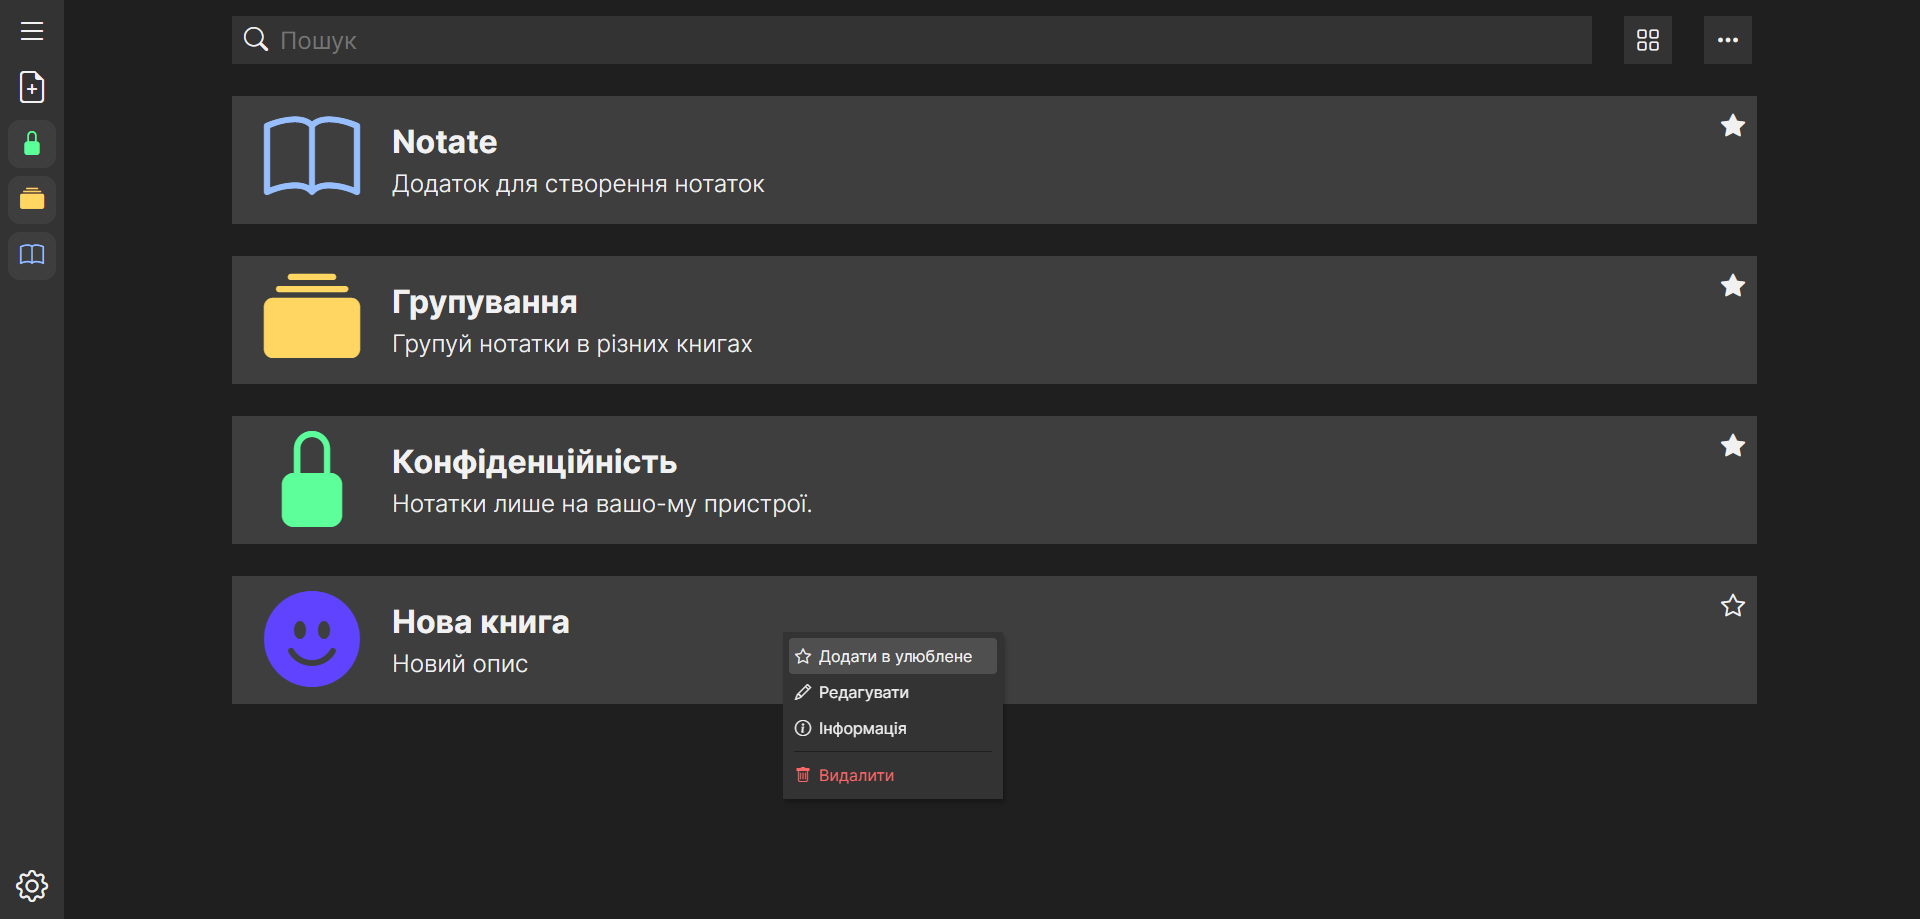 Пошук
Notate
Додаток для створення нотаток
Групування
Групуй нотатки в різних книгах
Конфіденційність
Нотатки лише на вашо-му пристрої.
Нова книга
Новий опис
Додати в улюблене
Редагувати
Інформація
Видалити